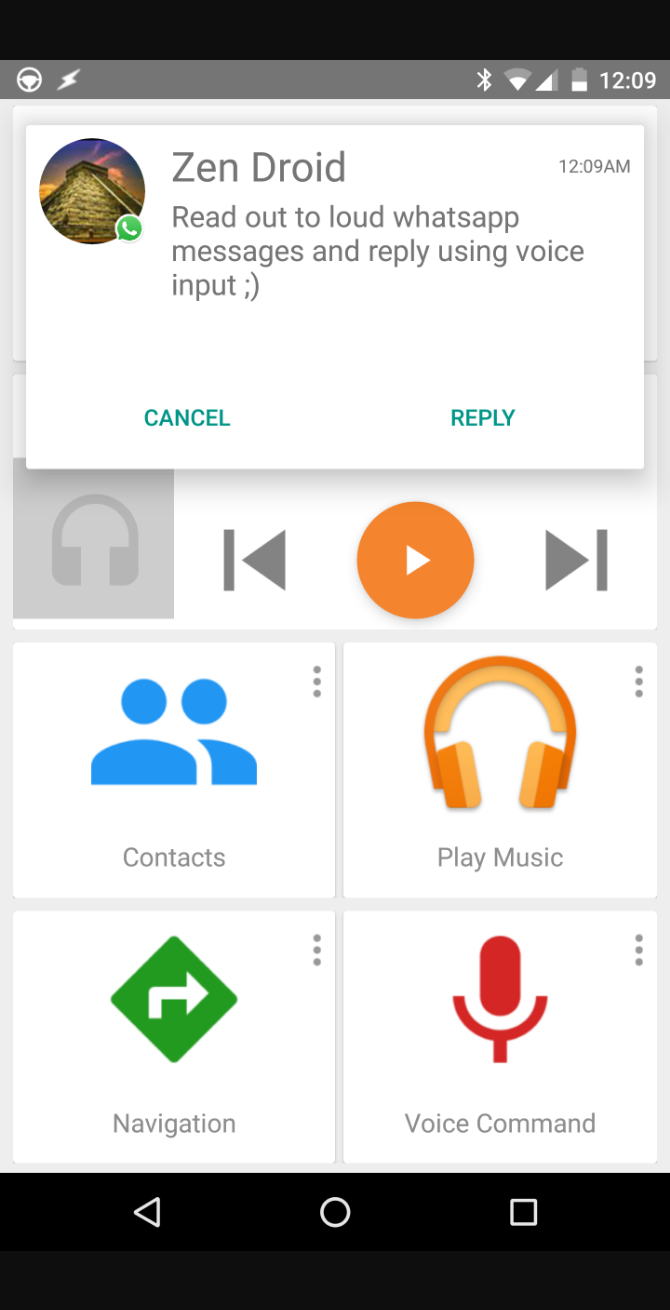 12:09
Zen Droid
12:09AM
Read out to loud whatsapp
messages and reply using voice
input ;)
CANCEL
REPLY
Contacts
Play Music
Navigation
Voice Command